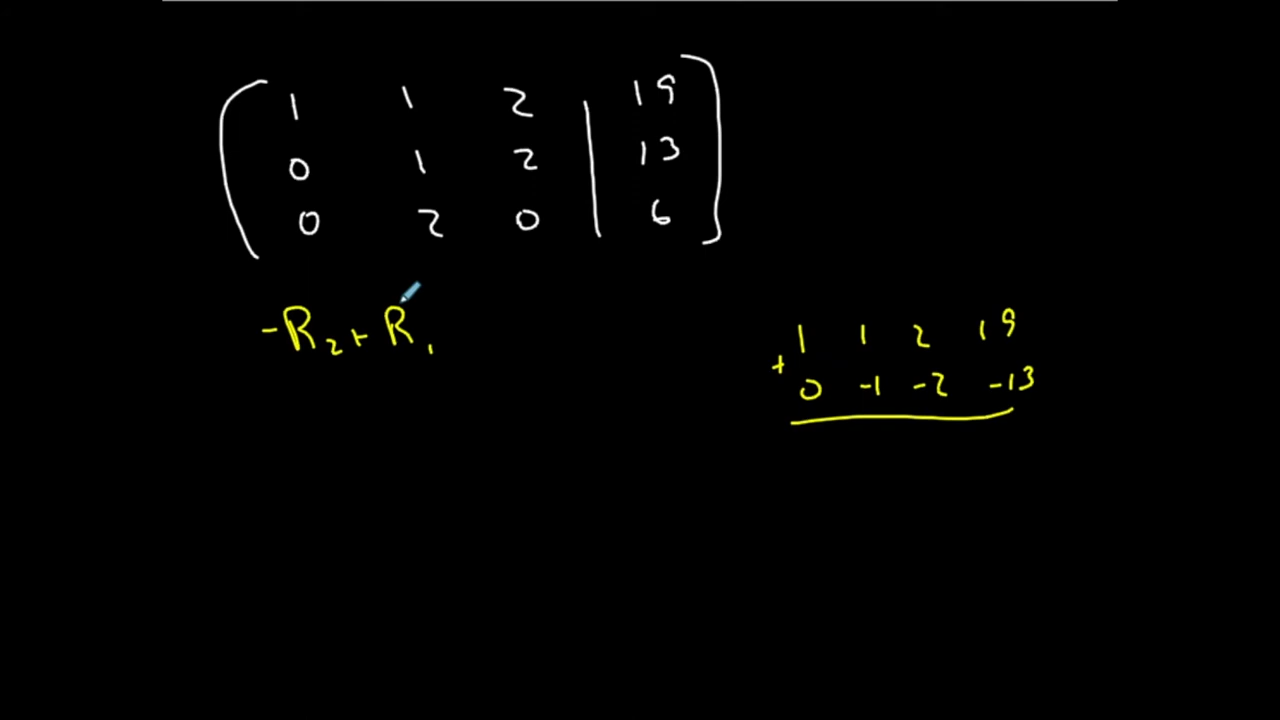 1 1 2 | 19
0 1 2 | 13
0 2 0 | 6
-R₂+R₁
1 1 2 19
+ 0 -1 -2 -13